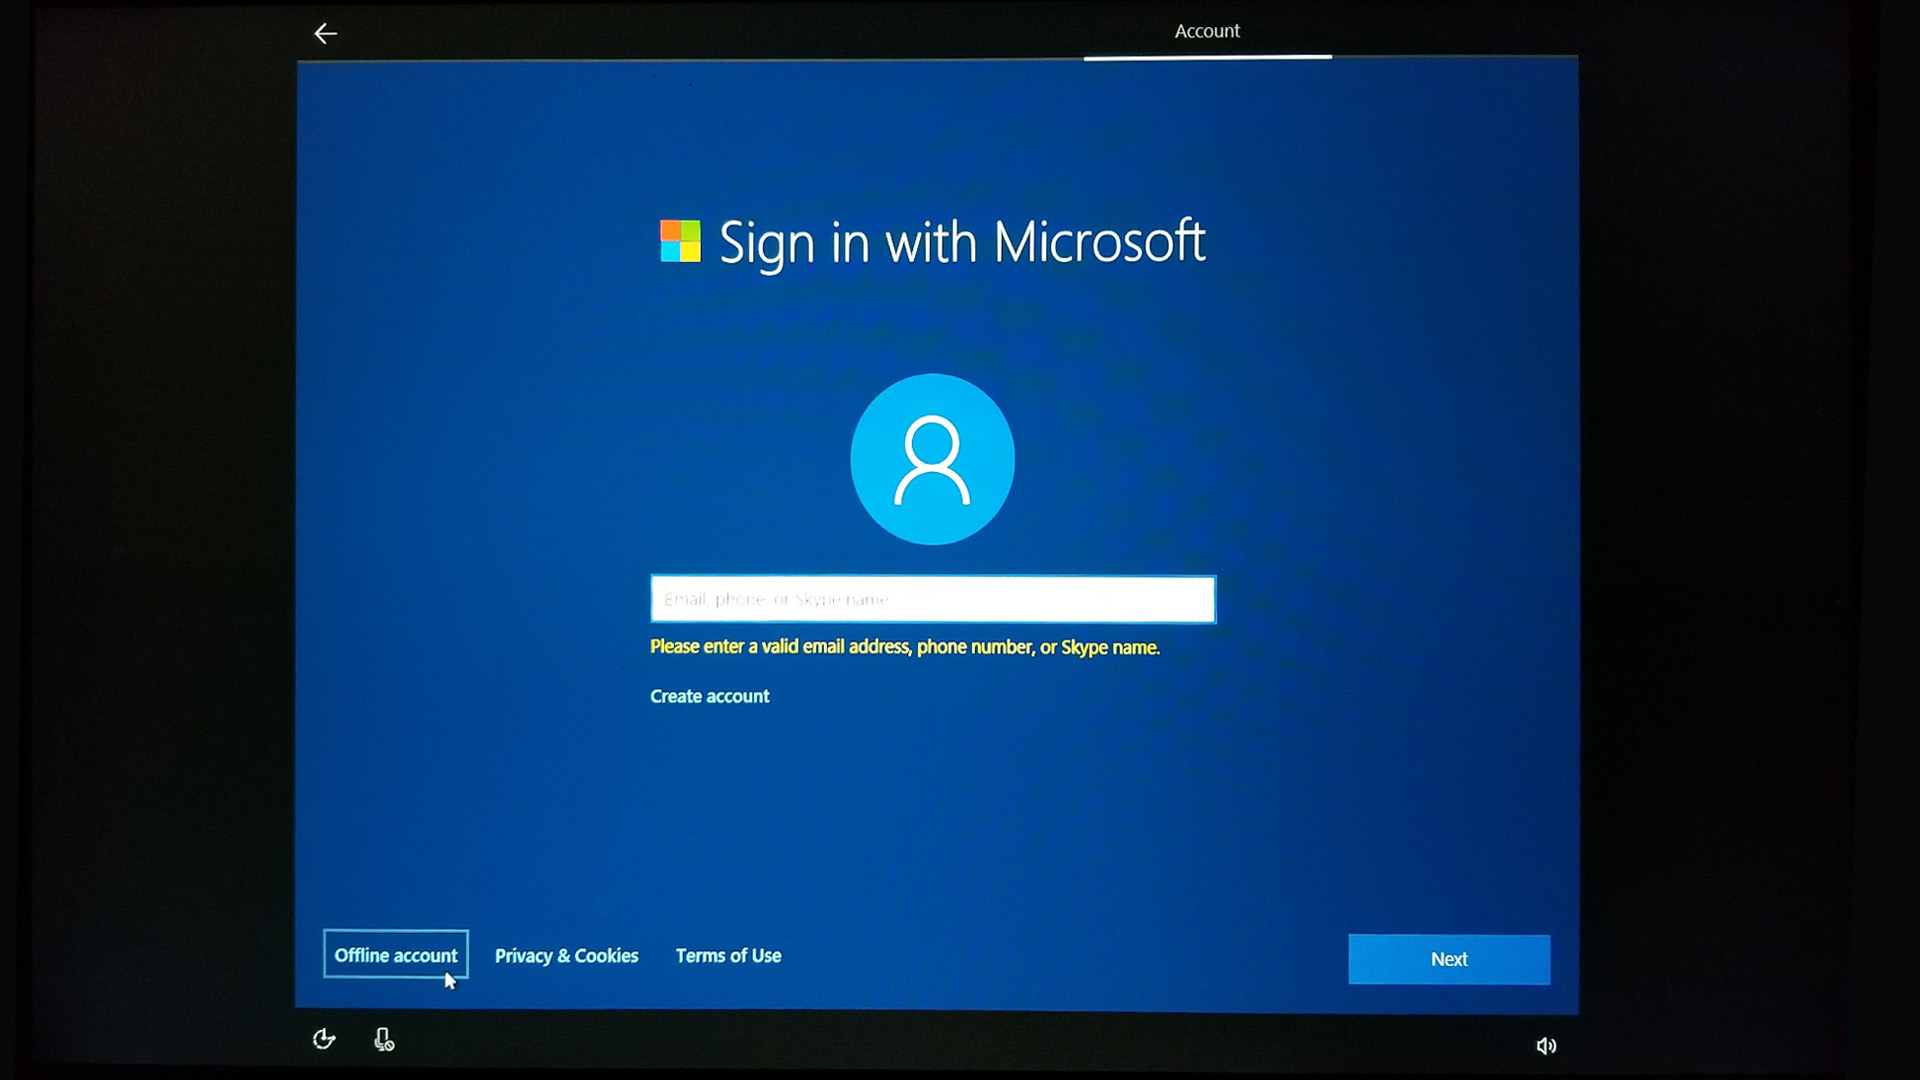 Account
Sign in with Microsoft
Email, phone, or Skype name
Please enter a valid email address, phone number, or Skype name.
Create account
Offline account
Privacy & Cookies
Terms of Use
Next